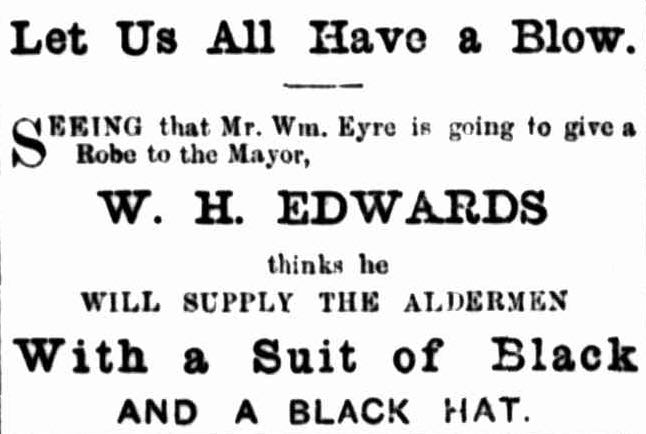 Let Us All Have a Blow.
SEEING that Mr. Wm. Eyre is going to give a
Robe to the Mayor,
W. H. EDWARDS
thinks he
WILL SUPPLY THE ALDERMEN
With a Suit of Black
AND A BLACK HAT.